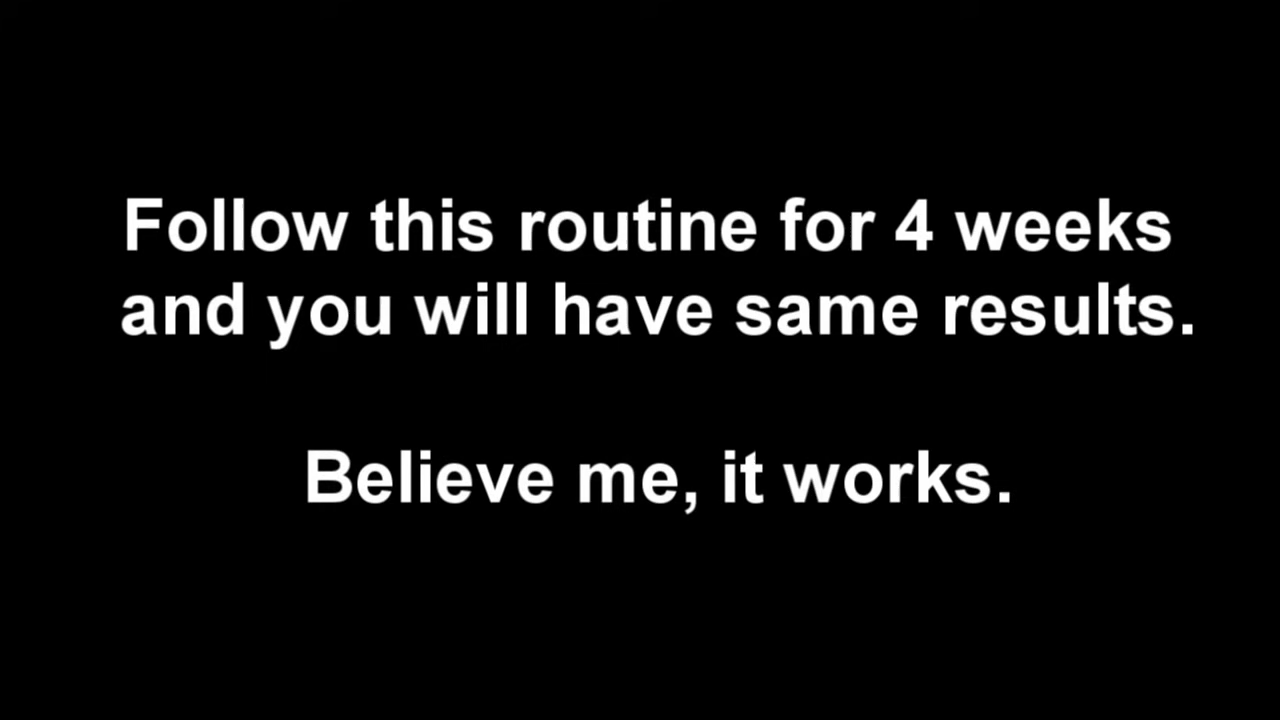 Follow this routine for 4 weeks
and you will have same results.
Believe me, it works.